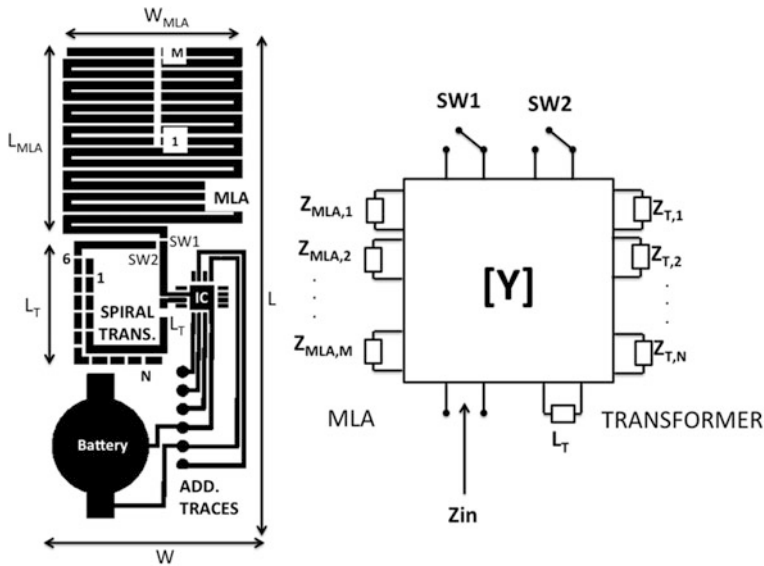 W_MLA
M
L_MLA
1
MLA
SW1
SW2
6
1
L_T
SPIRAL
TRANS.
IC
L_T
L
N
Battery
ADD.
TRACES
W
SW1
SW2
Z_MLA,1
Z_MLA,2
.
.
.
Z_MLA,M
[Y]
Z_T,1
Z_T,2
.
.
.
Z_T,N
MLA
TRANSFORMER
L_T
Zin